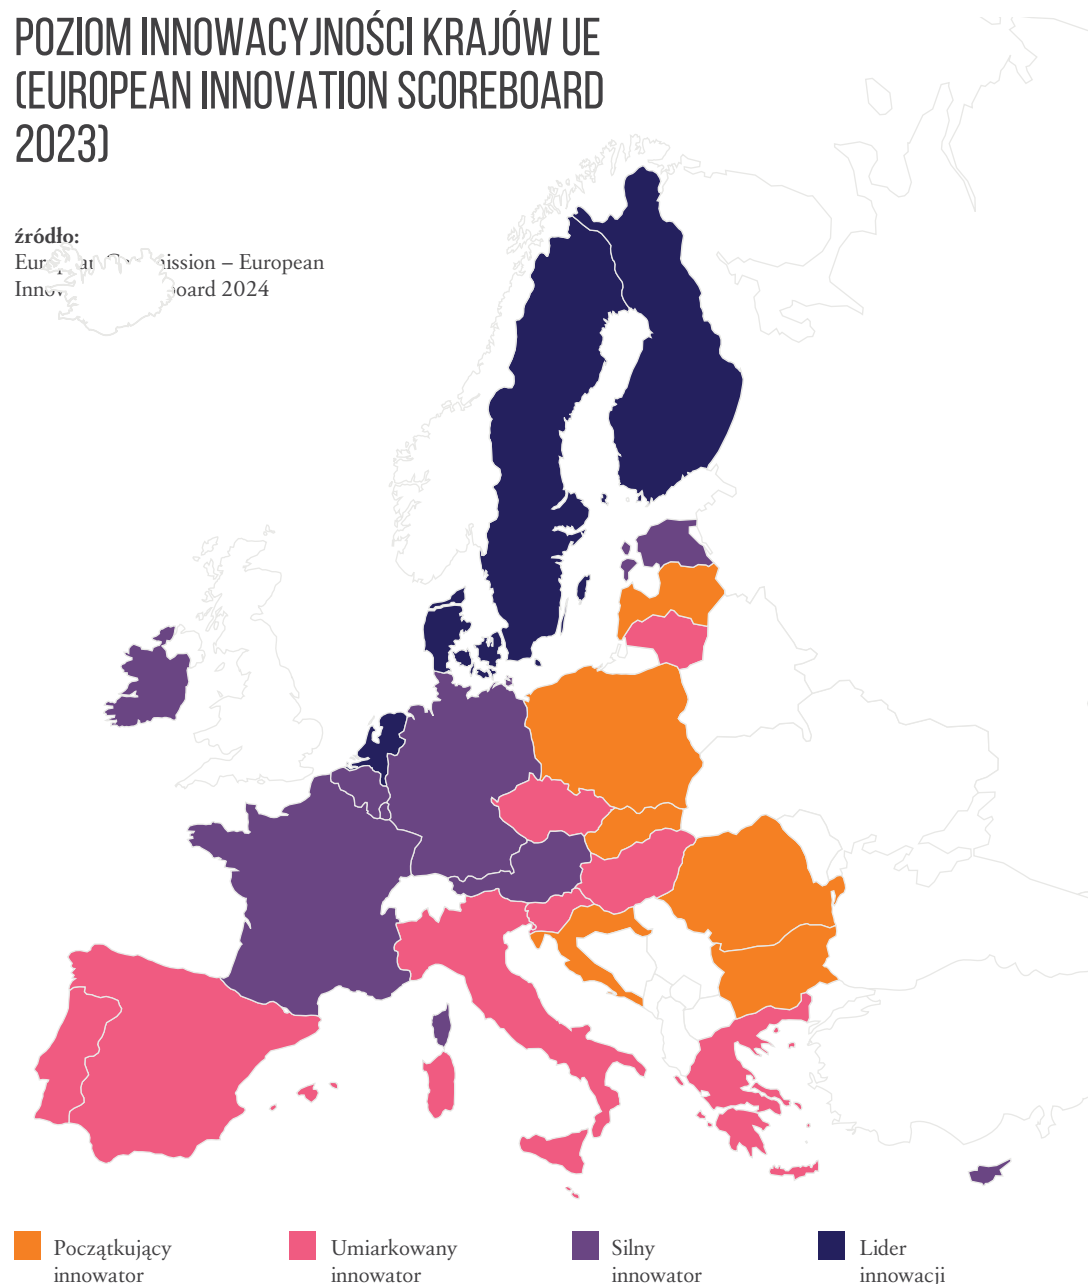 POZIOM INNOWACYJNOŚCI KRAJÓW UE
(EUROPEAN INNOVATION SCOREBOARD
2023)
źródło:
– European
2024
Początkujący
innowator
Umiarkowany
innowator
Silny
innowator
Lider
innowacji